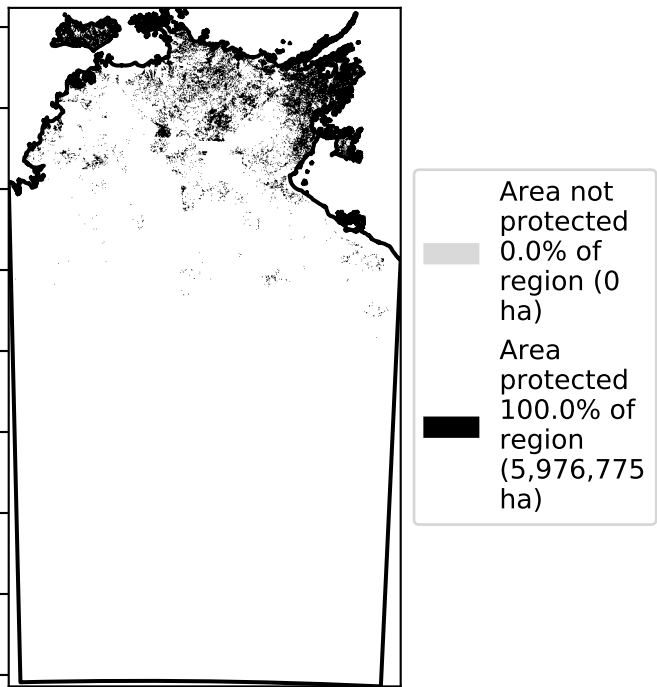 Area not
protected
0.0% of
region (0
ha)
Area
protected
100.0% of
region
(5,976,775
ha)